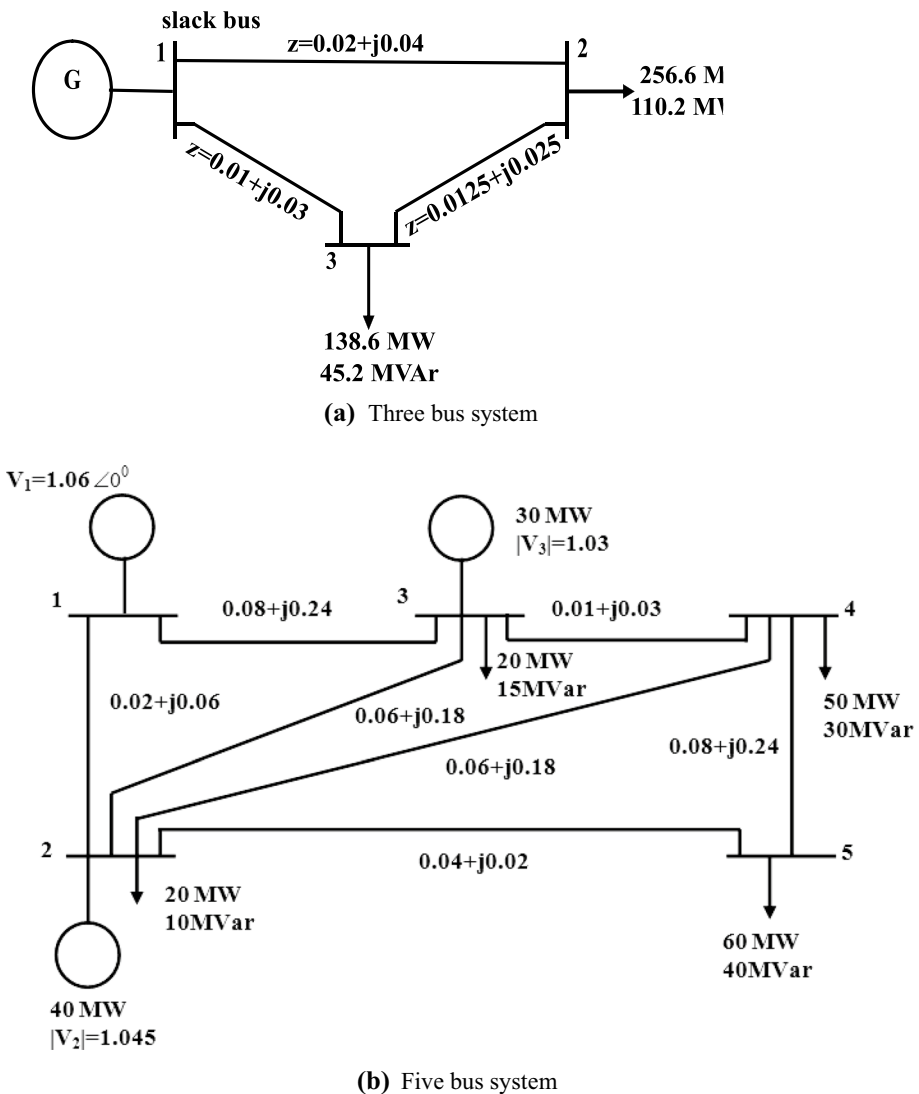 slack bus
1
z=0.02+j0.04
2
G
256.6 M
110.2 M
z=0.01+j0.03
z=0.0125+j0.025
3
138.6 MW
45.2 MVAr
(a) Three bus system
V1=1.06 ∠0⁰
30 MW
|V3|=1.03
1
0.08+j0.24
3
0.01+j0.03
4
20 MW
15MVar
0.02+j0.06
0.06+j0.18
50 MW
30MVar
0.08+j0.24
0.06+j0.18
2
5
0.04+j0.02
20 MW
10MVar
60 MW
40MVar
40 MW
|V2|=1.045
(b) Five bus system